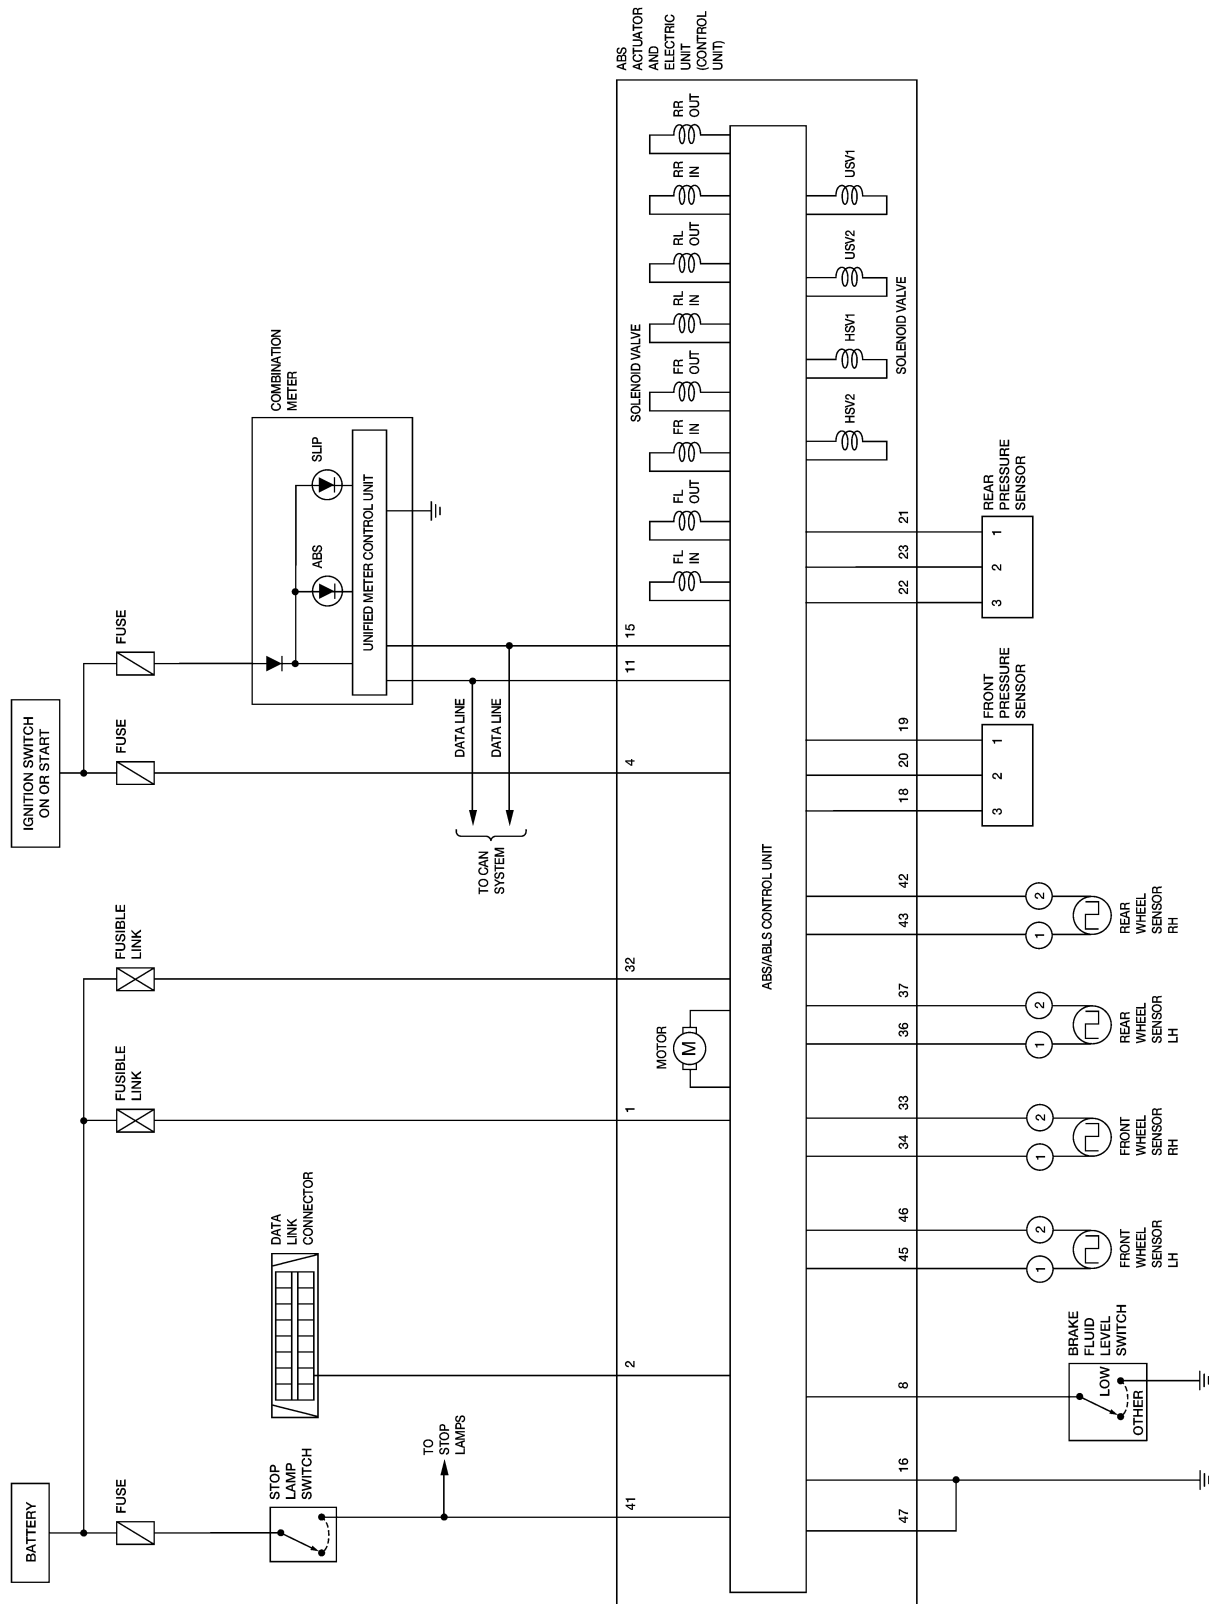 BATTERY
FUSE
STOP
LAMP
SWITCH
TO
STOP
LAMPS
41
DATA
LINK
CONNECTOR
2
FUSIBLE
LINK
1
FUSIBLE
LINK
32
MOTOR
M
IGNITION SWITCH
ON OR START
FUSE
4
FUSE
COMBINATION
METER
ABS
SLIP
UNIFIED METER CONTROL UNIT
DATA LINE
DATA LINE
TO CAN
SYSTEM
11
15
ABS
ACTUATOR
AND
ELECTRIC
UNIT
(CONTROL
UNIT)
SOLENOID VALVE
FL
IN
FL
OUT
FR
IN
FR
OUT
RL
IN
RL
OUT
RR
IN
RR
OUT
ABS/ABLS CONTROL UNIT
HSV2
HSV1
USV2
USV1
SOLENOID VALVE
47
16
8
LOW
OTHER
BRAKE
FLUID
LEVEL
SWITCH
45
46
1
2
FRONT
WHEEL
SENSOR
LH
34
33
1
2
FRONT
WHEEL
SENSOR
RH
36
37
1
2
REAR
WHEEL
SENSOR
LH
43
42
1
2
REAR
WHEEL
SENSOR
RH
18
20
19
3
2
1
FRONT
PRESSURE
SENSOR
22
23
21
3
2
1
REAR
PRESSURE
SENSOR